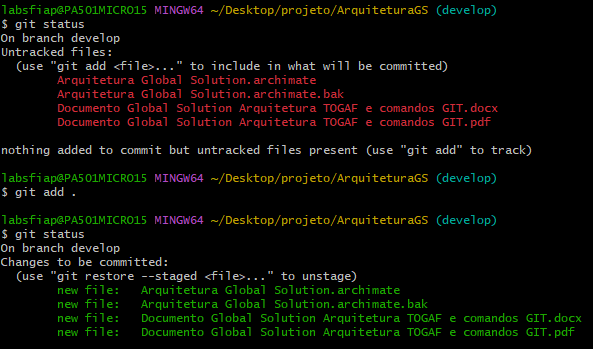 labsfiap@PA501MICRO15 MINGW64 ~/Desktop/projeto/ArquiteturaGS (develop)
$ git status
On branch develop
Untracked files:
  (use "git add <file>..." to include in what will be committed)
        Arquitetura Global Solution.archimate
        Arquitetura Global Solution.archimate.bak
        Documento Global Solution Arquitetura TOGAF e comandos GIT.docx
        Documento Global Solution Arquitetura TOGAF e comandos GIT.pdf

nothing added to commit but untracked files present (use "git add" to track)

labsfiap@PA501MICRO15 MINGW64 ~/Desktop/projeto/ArquiteturaGS (develop)
$ git add .

labsfiap@PA501MICRO15 MINGW64 ~/Desktop/projeto/ArquiteturaGS (develop)
$ git status
On branch develop
Changes to be committed:
  (use "git restore --staged <file>..." to unstage)
        new file:   Arquitetura Global Solution.archimate
        new file:   Arquitetura Global Solution.archimate.bak
        new file:   Documento Global Solution Arquitetura TOGAF e comandos GIT.docx
        new file:   Documento Global Solution Arquitetura TOGAF e comandos GIT.pdf